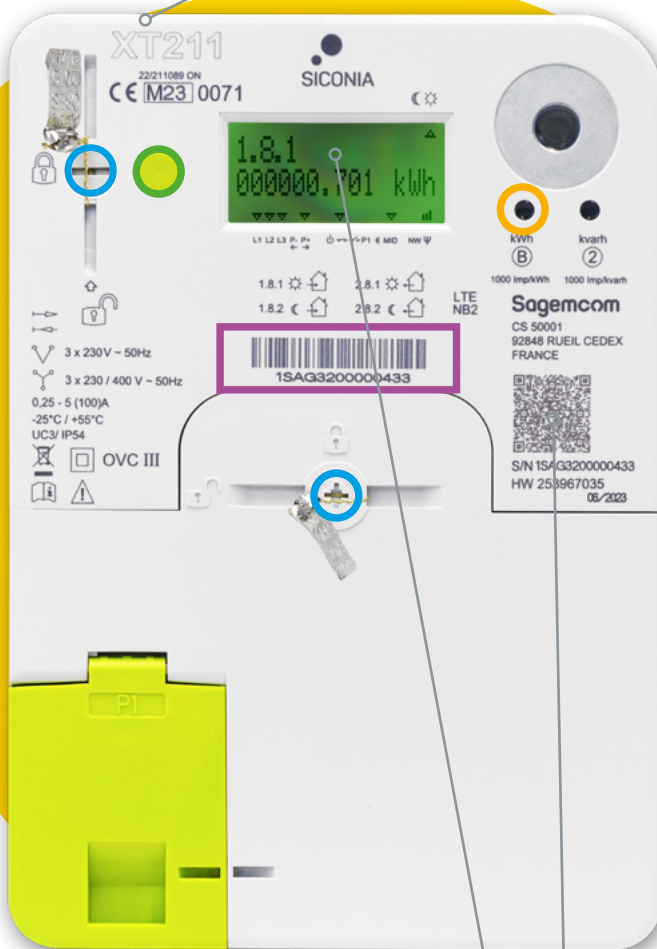 XT211
22/211089 ON
CE M23 0071
SICONIA
1.8.1
000000.701 kWh
L1 L2 L3 P- P+ P1 € MID NW
kWh
B
1000 Imp/kWh
kvarh
2
1000 Imp/kvarh
1.8.1 2.8.1
1.8.2 2.8.2
LTE
NB2
1SAG3200000433
Sagemcom
CS 50001
92848 RUEIL CEDEX
FRANCE
S/N 1SAG3200000433
HW 253967035
06/2023
3 x 230 V ~ 50Hz
3 x 230 / 400 V ~ 50Hz
0,25 - 5 (100)A
-25°C / +55°C
UC3/ IP54
OVC III
P1